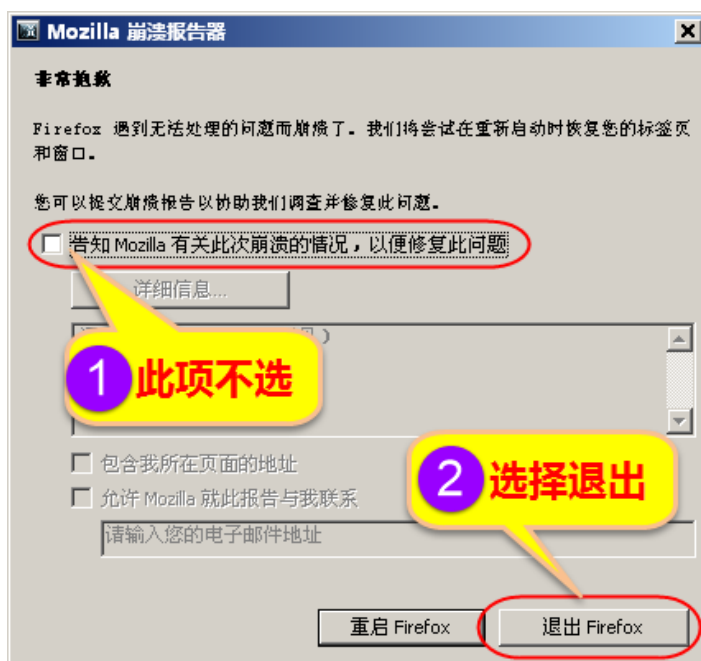 Mozilla 崩溃报告器
非常抱歉
Firefox 遇到无法处理的问题而崩溃了。我们将尝试在重新启动时恢复您的标签页
和窗口。
您可以提交崩溃报告以协助我们调查并修复此问题。
告知 Mozilla 有关此次崩溃的情况，以便修复此问题
详细信息...
1 此项不选
包含我所在页面的地址
2 选择退出
允许 Mozilla 就此报告与我联系
请输入您的电子邮件地址
重启 Firefox
退出 Firefox